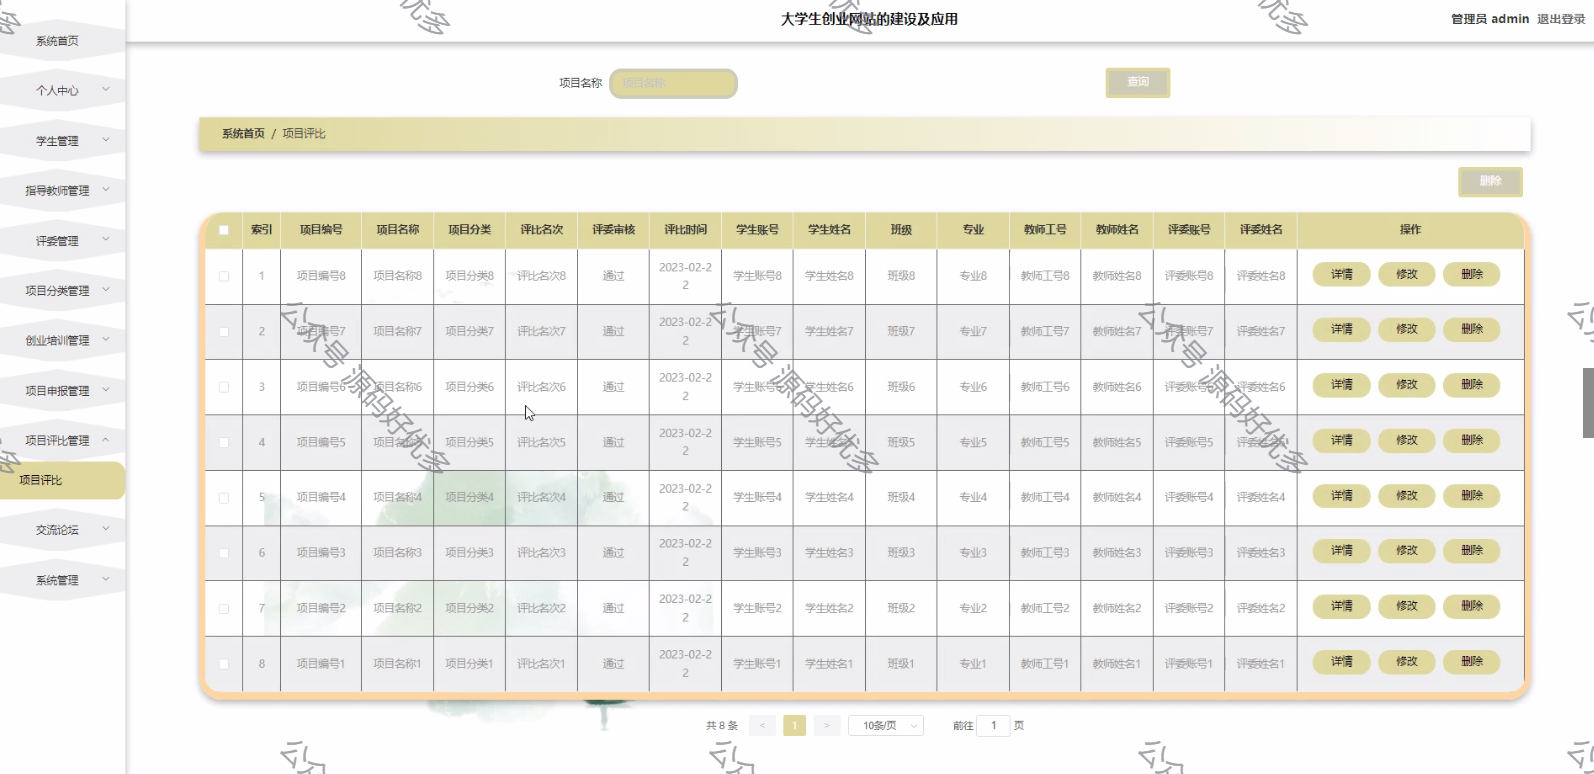 大学生创业网站的建设及应用
管理员 admin 退出登录
系统首页
个人中心
学生管理
指导教师管理
评委管理
项目分类管理
创业培训管理
项目申报管理
项目评比管理
项目评比
交流论坛
系统管理
项目名称 项目名称 查询
系统首页 / 项目评比
删除
索引 项目编号 项目名称 项目分类 评比名次 评委审核 评比时间 学生账号 学生姓名 班级 专业 教师工号 教师姓名 评委账号 评委姓名 操作
1 项目编号8 项目名称8 项目分类8 评比名次8 通过 2023-02-22 学生账号8 学生姓名8 班级8 专业8 教师工号8 教师姓名8 评委账号8 评委姓名8 详情 修改 删除
2 项目编号7 项目名称7 项目分类7 评比名次7 通过 2023-02-22 学生账号7 学生姓名7 班级7 专业7 教师工号7 教师姓名7 评委账号7 评委姓名7 详情 修改 删除
3 项目编号6 项目名称6 项目分类6 评比名次6 通过 2023-02-22 学生账号6 学生姓名6 班级6 专业6 教师工号6 教师姓名6 评委账号6 评委姓名6 详情 修改 删除
4 项目编号5 项目名称5 项目分类5 评比名次5 通过 2023-02-22 学生账号5 学生姓名5 班级5 专业5 教师工号5 教师姓名5 评委账号5 评委姓名5 详情 修改 删除
5 项目编号4 项目名称4 项目分类4 评比名次4 通过 2023-02-22 学生账号4 学生姓名4 班级4 专业4 教师工号4 教师姓名4 评委账号4 评委姓名4 详情 修改 删除
6 项目编号3 项目名称3 项目分类3 评比名次3 通过 2023-02-22 学生账号3 学生姓名3 班级3 专业3 教师工号3 教师姓名3 评委账号3 评委姓名3 详情 修改 删除
7 项目编号2 项目名称2 项目分类2 评比名次2 通过 2023-02-22 学生账号2 学生姓名2 班级2 专业2 教师工号2 教师姓名2 评委账号2 评委姓名2 详情 修改 删除
8 项目编号1 项目名称1 项目分类1 评比名次1 通过 2023-02-22 学生账号1 学生姓名1 班级1 专业1 教师工号1 教师姓名1 评委账号1 评委姓名1 详情 修改 删除
共 8 条 < 1 > 10条/页 前往 1 页
公众号 源码好优多
公众号 源码好优多
公众号 源码好优多